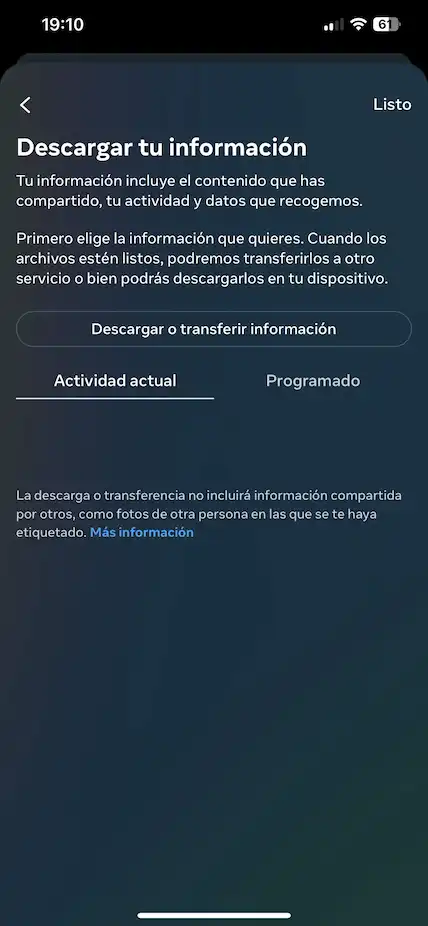 19:10
61
Listo
Descargar tu información
Tu información incluye el contenido que has
compartido, tu actividad y datos que recogemos.
Primero elige la información que quieres. Cuando los
archivos estén listos, podremos transferirlos a otro
servicio o bien podrás descargarlos en tu dispositivo.
Descargar o transferir información
Actividad actual
Programado
La descarga o transferencia no incluirá información compartida
por otros, como fotos de otra persona en las que se te haya
etiquetado. Más información